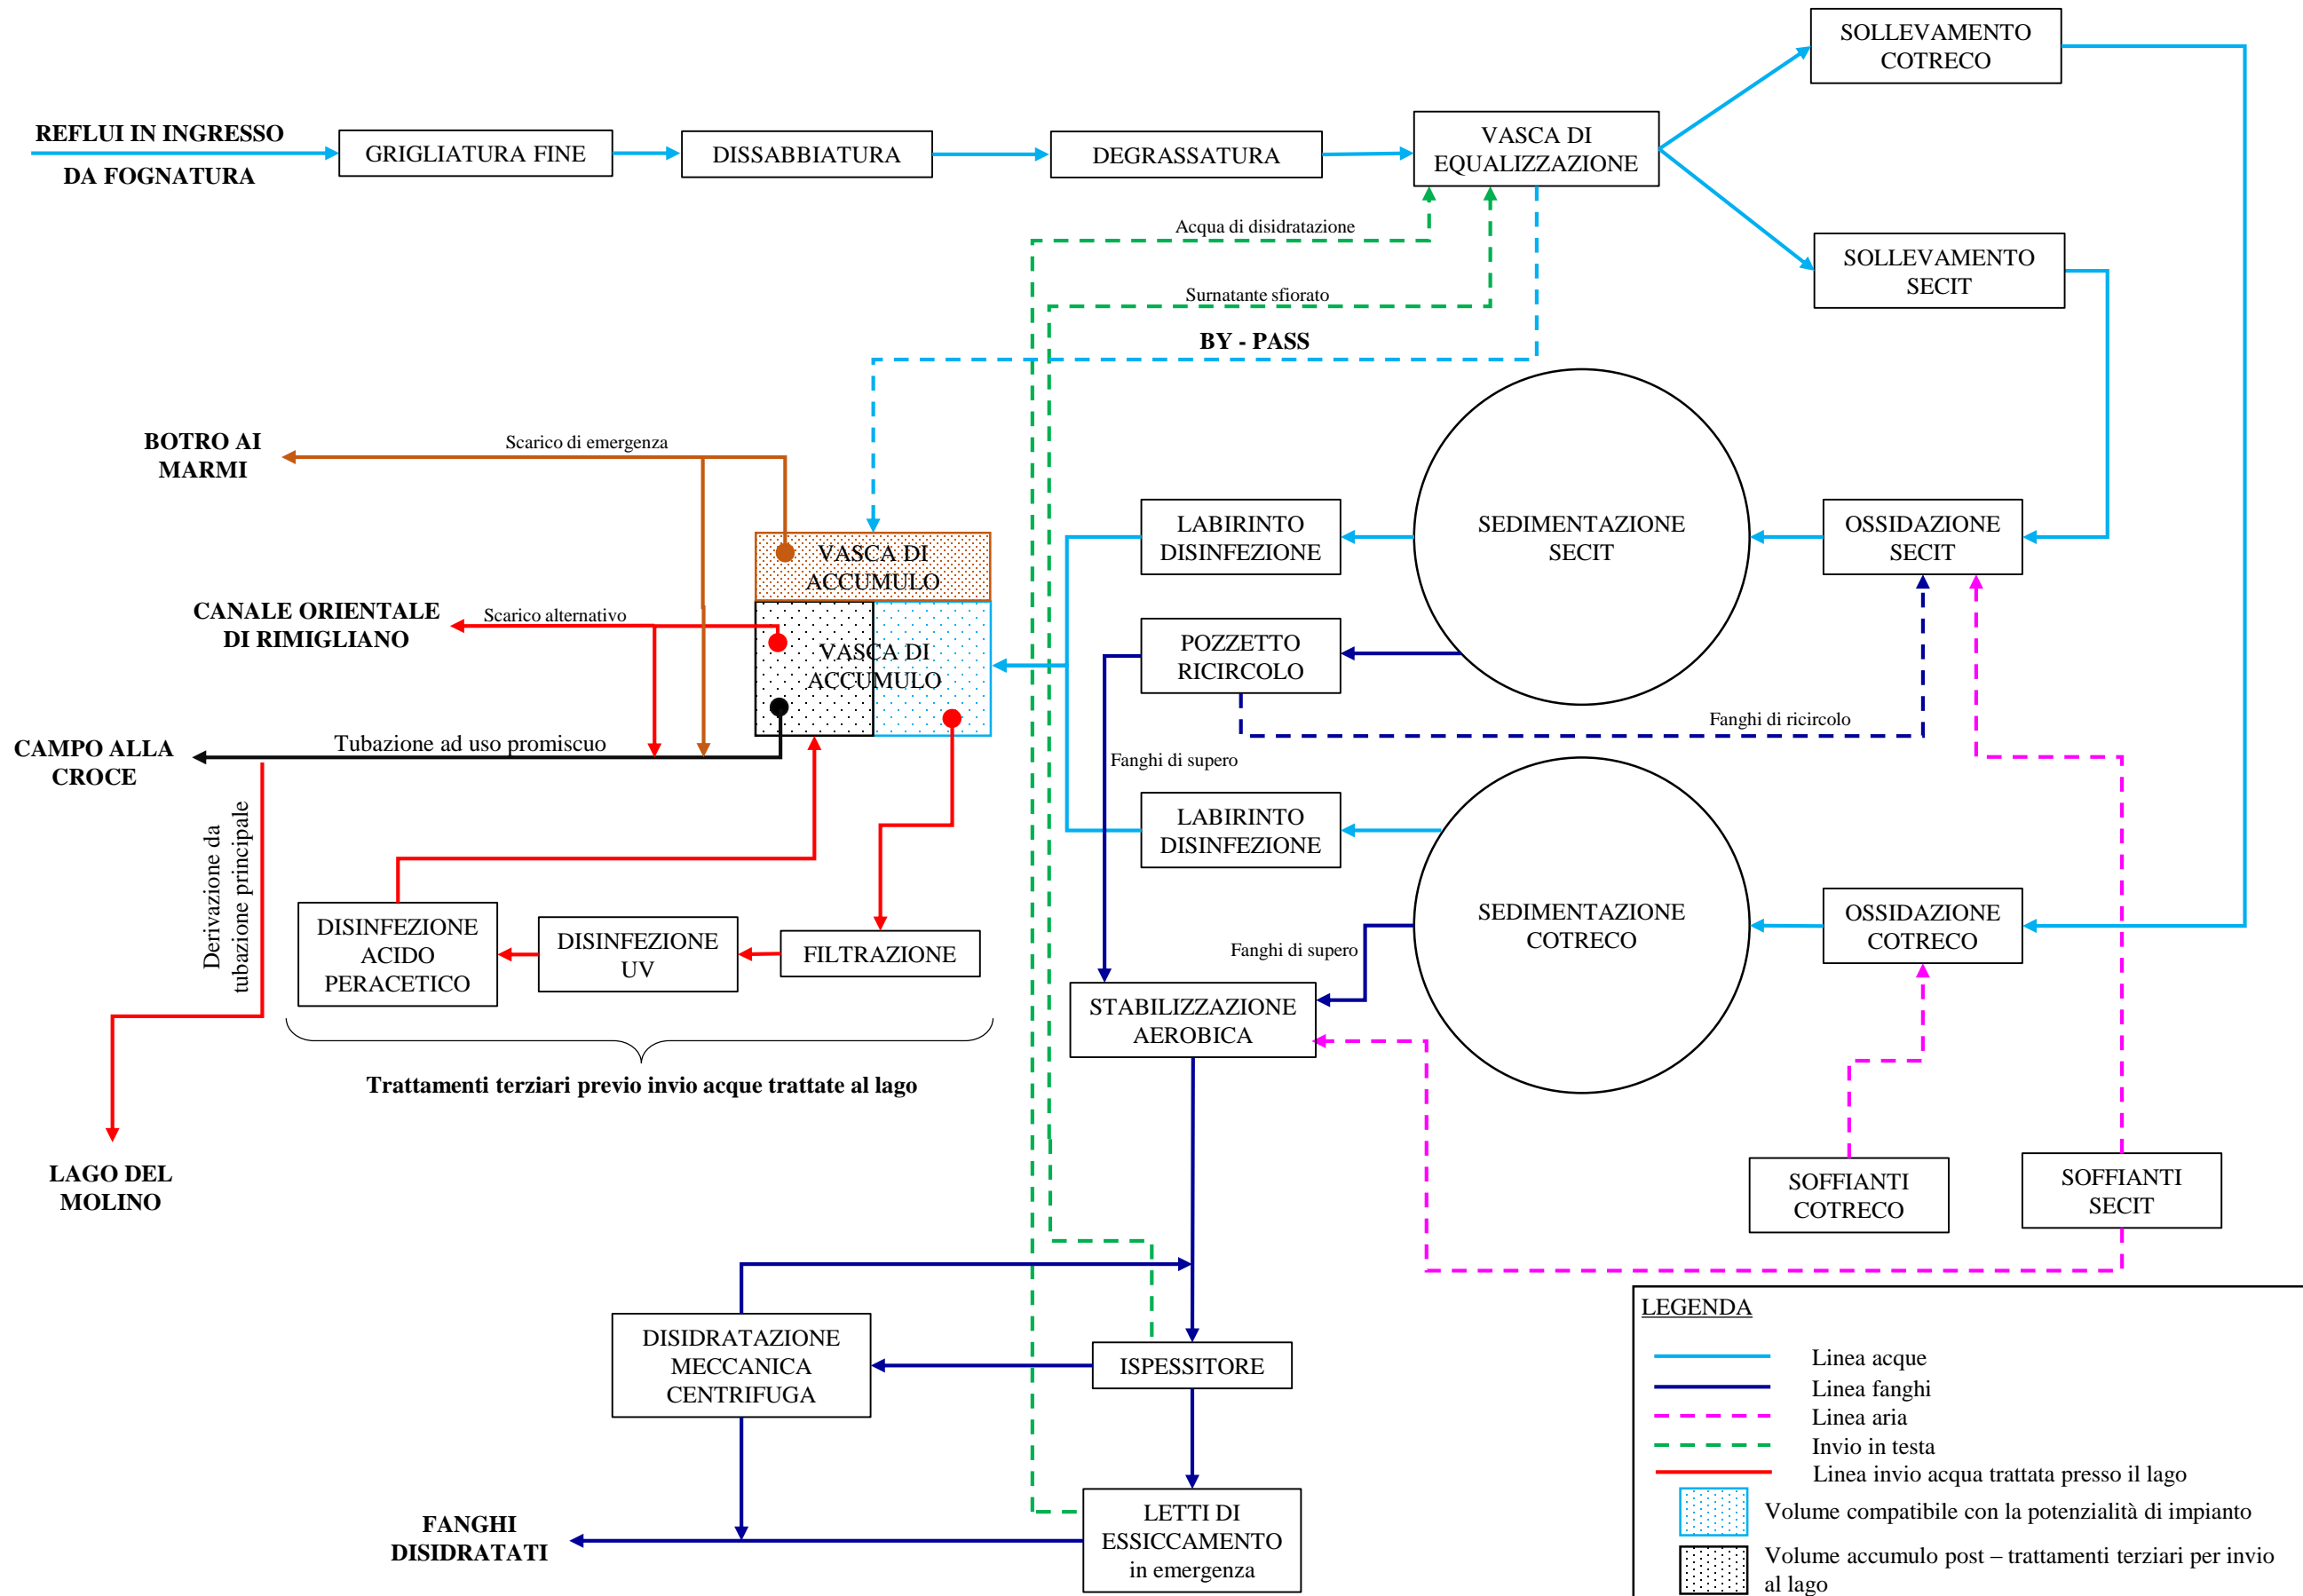 SOLLEVAMENTO
COTRECO
REFLUI IN INGRESSO
DA FOGNATURA
GRIGLIATURA FINE
DISSABBIATURA
DEGRASSATURA
VASCA DI
EQUALIZZAZIONE
Acqua di disidratazione
SOLLEVAMENTO
SECIT
Surnatante sfiorato
BY - PASS
BOTRO AI
MARMI
Scarico di emergenza
VASCA DI
ACCUMULO
LABIRINTO
DISINFEZIONE
SEDIMENTAZIONE
SECIT
OSSIDAZIONE
SECIT
CANALE ORIENTALE
DI RIMIGLIANO
Scarico alternativo
VASCA DI
ACCUMULO
POZZETTO
RICIRCOLO
Fanghi di ricircolo
CAMPO ALLA
CROCE
Tubazione ad uso promiscuo
Fanghi di supero
Derivazione da
tubazione principale
LABIRINTO
DISINFEZIONE
SEDIMENTAZIONE
COTRECO
OSSIDAZIONE
COTRECO
DISINFEZIONE
ACIDO
PERACETICO
DISINFEZIONE
UV
FILTRAZIONE
Fanghi di supero
STABILIZZAZIONE
AEROBICA
Trattamenti terziari previo invio acque trattate al lago
LAGO DEL
MOLINO
SOFFIANTI
COTRECO
SOFFIANTI
SECIT
DISIDRATAZIONE
MECCANICA
CENTRIFUGA
ISPESSITORE
LETTI DI
ESSICCAMENTO
in emergenza
FANGHI
DISIDRATATI
LEGENDA
Linea acque
Linea fanghi
Linea aria
Invio in testa
Linea invio acqua trattata presso il lago
Volume compatibile con la potenzialità di impianto
Volume accumulo post – trattamenti terziari per invio
al lago